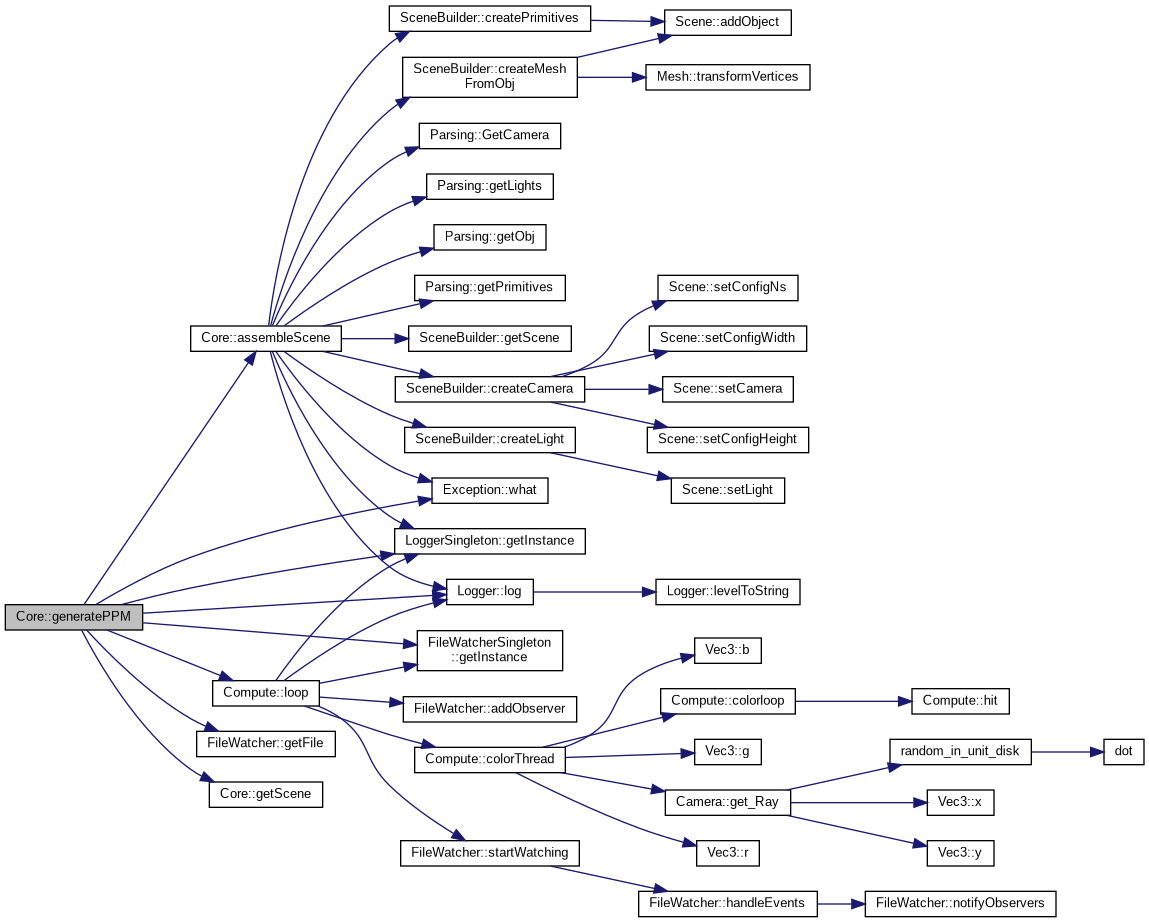 SceneBuilder::createPrimitives
Scene::addObject
SceneBuilder::createMesh
FromObj
Mesh::transformVertices
Parsing::GetCamera
Parsing::getLights
Parsing::getObj
Parsing::getPrimitives
Scene::setConfigNs
Core::assembleScene
SceneBuilder::getScene
Scene::setConfigWidth
SceneBuilder::createCamera
Scene::setCamera
SceneBuilder::createLight
Scene::setConfigHeight
Exception::what
Scene::setLight
LoggerSingleton::getInstance
Logger::log
Logger::levelToString
Core::generatePPM
FileWatcherSingleton
::getInstance
Vec3::b
Compute::loop
FileWatcher::addObserver
Compute::colorloop
Compute::hit
FileWatcher::getFile
Compute::colorThread
Vec3::g
random_in_unit_disk
dot
Core::getScene
Camera::get_Ray
Vec3::x
FileWatcher::startWatching
Vec3::r
Vec3::y
FileWatcher::handleEvents
FileWatcher::notifyObservers